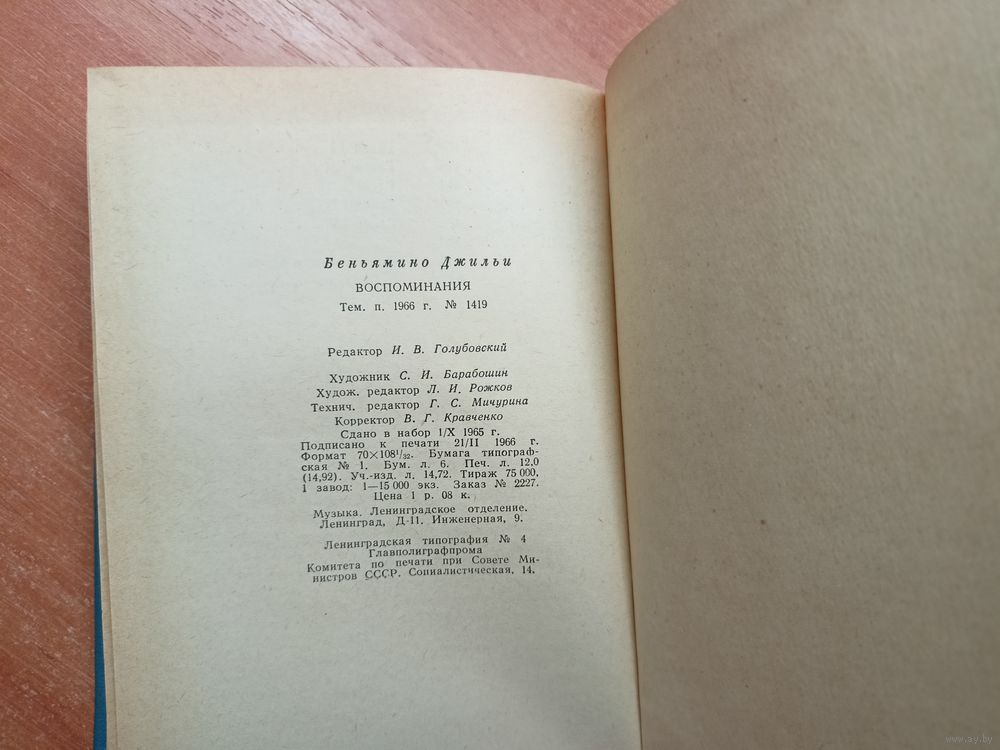 Беньямино Джильи
ВОСПОМИНАНИЯ
Тем. п. 1966 г. № 1419
Редактор И. В. Голубовский
Художник С. И. Барабошин
Худож. редактор Л. И. Рожков
Технич. редактор Г. С. Мичурина
Корректор В. Г. Кравченко
Сдано в набор 1/X 1965 г.
Подписано к печати 21/II 1966 г.
Формат 70×108¹/₃₂. Бумага типограф-
ская № 1. Бум. л. 6. Печ. л. 12,0
(14,92). Уч.-изд. л. 14,72. Тираж 75 000.
1 завод: 1—15 000 экз. Заказ № 2227.
Цена 1 р. 08 к.
Музыка. Ленинградское отделение.
Ленинград, Д-11. Инженерная, 9.
Ленинградская типография № 4
Главполиграфпрома
Комитета по печати при Совете Ми-
нистров СССР. Социалистическая, 14.
www.ay.by